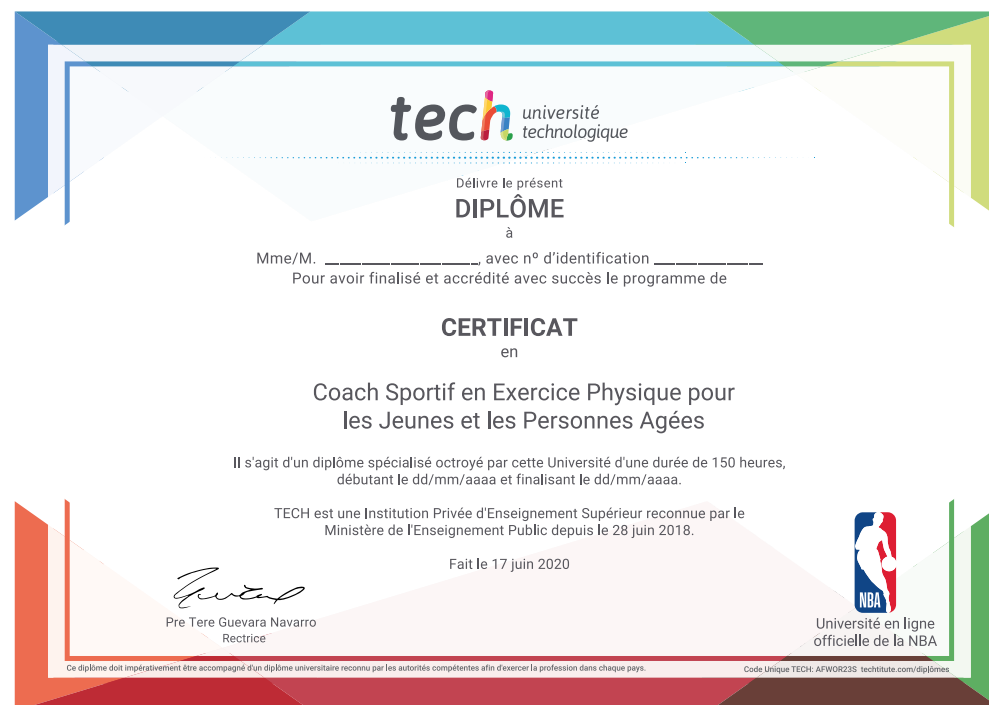 tech université
technologique
Délivre le présent
DIPLÔME
à
Mme/M. __________________, avec nº d'identification _____________
Pour avoir finalisé et accrédité avec succès le programme de
CERTIFICAT
en
Coach Sportif en Exercice Physique pour
les Jeunes et les Personnes Agées
Il s'agit d'un diplôme spécialisé octroyé par cette Université d'une durée de 150 heures,
débutant le dd/mm/aaaa et finalisant le dd/mm/aaaa.
TECH est une Institution Privée d'Enseignement Supérieur reconnue par le
Ministère de l'Enseignement Public depuis le 28 juin 2018.
Fait le 17 juin 2020
Pre Tere Guevara Navarro
Rectrice
NBA
Université en ligne
officielle de la NBA
Ce diplôme doit impérativement être accompagné d'un diplôme universitaire reconnu par les autorités compétentes afin d'exercer la profession dans chaque pays.
Code Unique TECH: AFWOR23S techtitute.com/diplômes